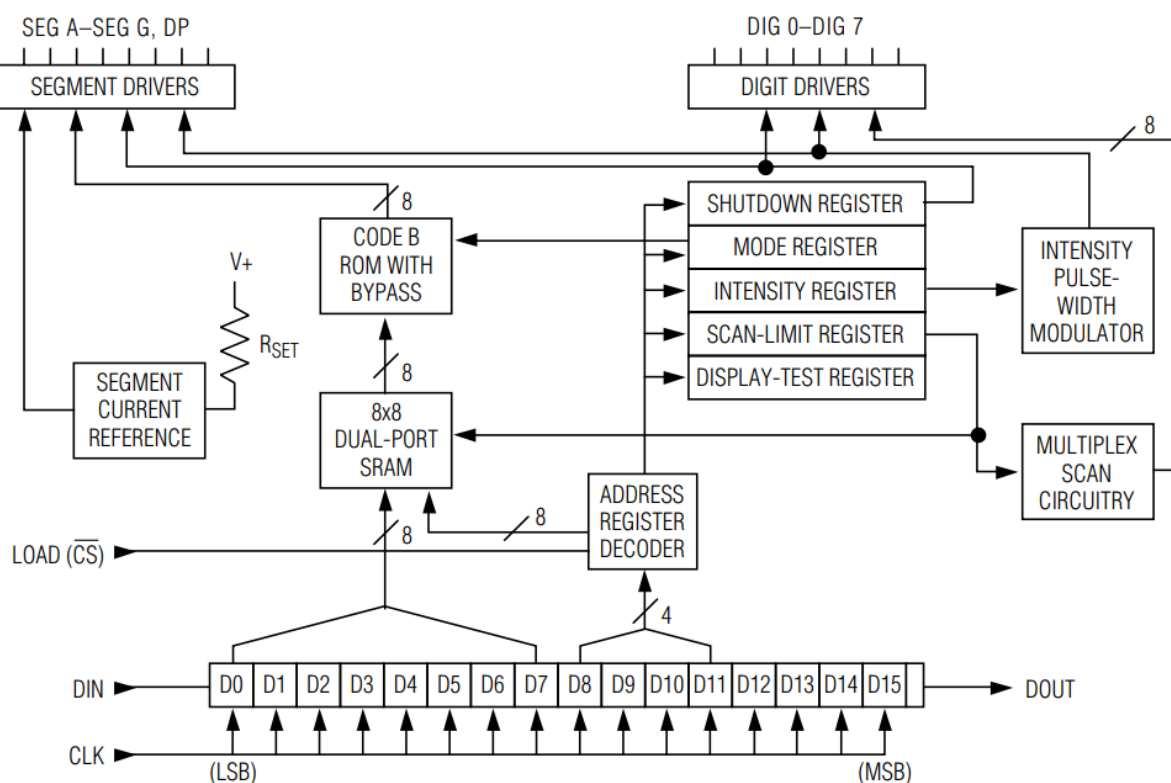 SEG A–SEG G, DP
DIG 0–DIG 7
SEGMENT DRIVERS
DIGIT DRIVERS
8
8
SHUTDOWN REGISTER
MODE REGISTER
INTENSITY REGISTER
SCAN-LIMIT REGISTER
DISPLAY-TEST REGISTER
CODE B
ROM WITH
BYPASS
INTENSITY
PULSE-
WIDTH
MODULATOR
V+
RSET
SEGMENT
CURRENT
REFERENCE
8
8x8
DUAL-PORT
SRAM
MULTIPLEX
SCAN
CIRCUITRY
ADDRESS
REGISTER
DECODER
8
8
LOAD (C̅S̅)
4
DIN
D0 D1 D2 D3 D4 D5 D6 D7 D8 D9 D10 D11 D12 D13 D14 D15
DOUT
CLK
(LSB)
(MSB)